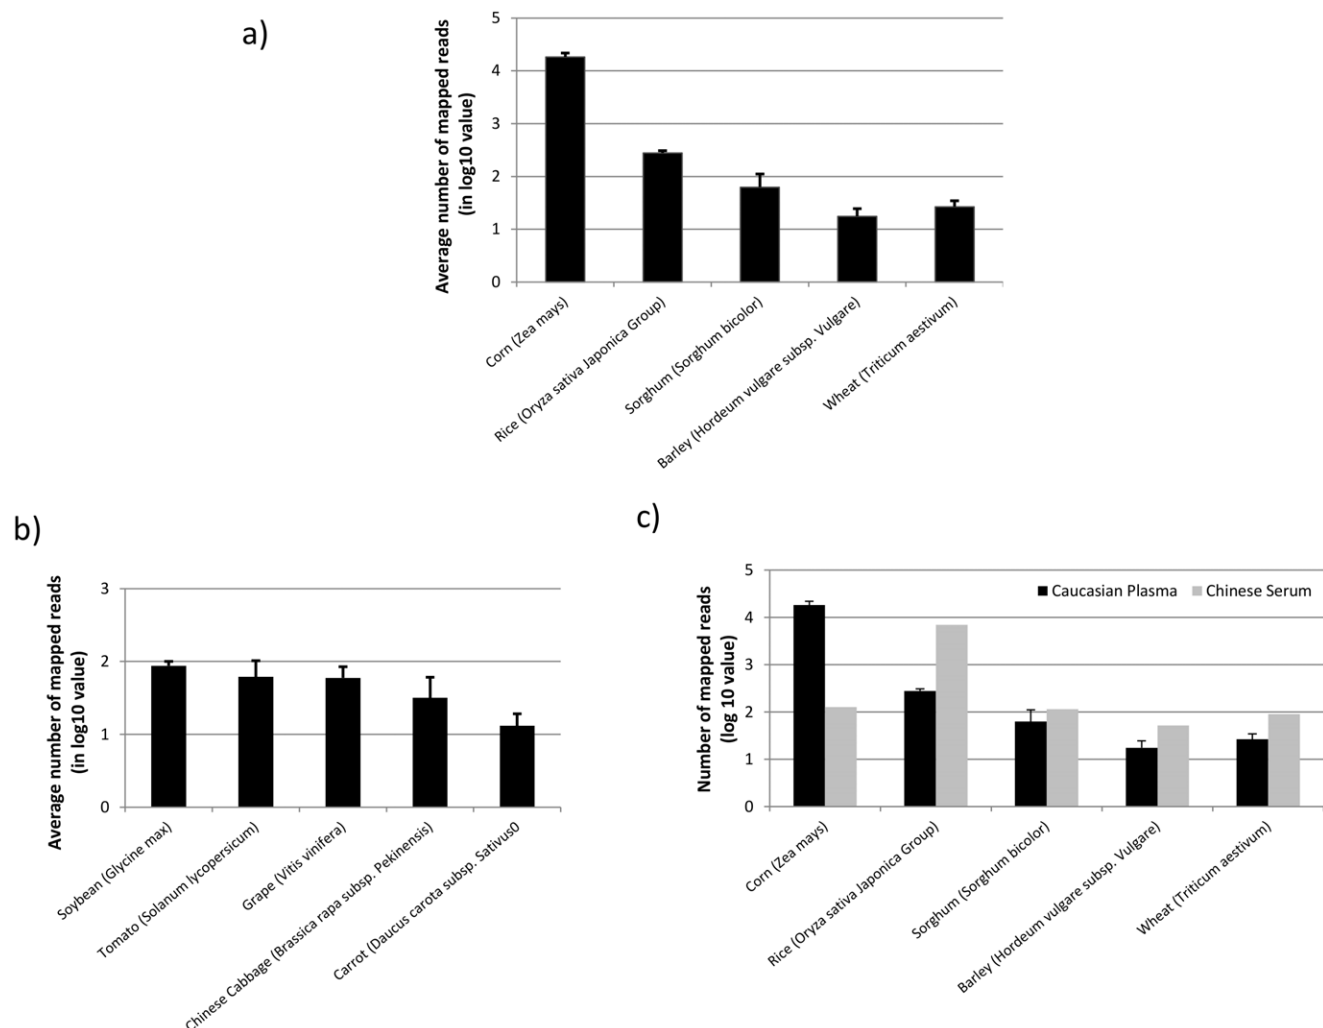 a)
Average number of mapped reads
(in log10 value)
5
4
3
2
1
0
Corn (Zea mays)
Rice (Oryza sativa Japonica Group)
Sorghum (Sorghum bicolor)
Barley (Hordeum vulgare subsp. Vulgare)
Wheat (Triticum aestivum)
b)
Average number of mapped reads
(in log10 value)
3
2
1
0
Soybean (Glycine max)
Tomato (Solanum lycopersicum)
Grape (Vitis vinifera)
Chinese Cabbage (Brassica rapa subsp. Pekinensis)
Carrot (Daucus carota subsp. Sativus0
c)
Number of mapped reads
(log 10 value)
5
4
3
2
1
0
Caucasian Plasma
Chinese Serum
Corn (Zea mays)
Rice (Oryza sativa Japonica Group)
Sorghum (Sorghum bicolor)
Barley (Hordeum vulgare subsp. Vulgare)
Wheat (Triticum aestivum)